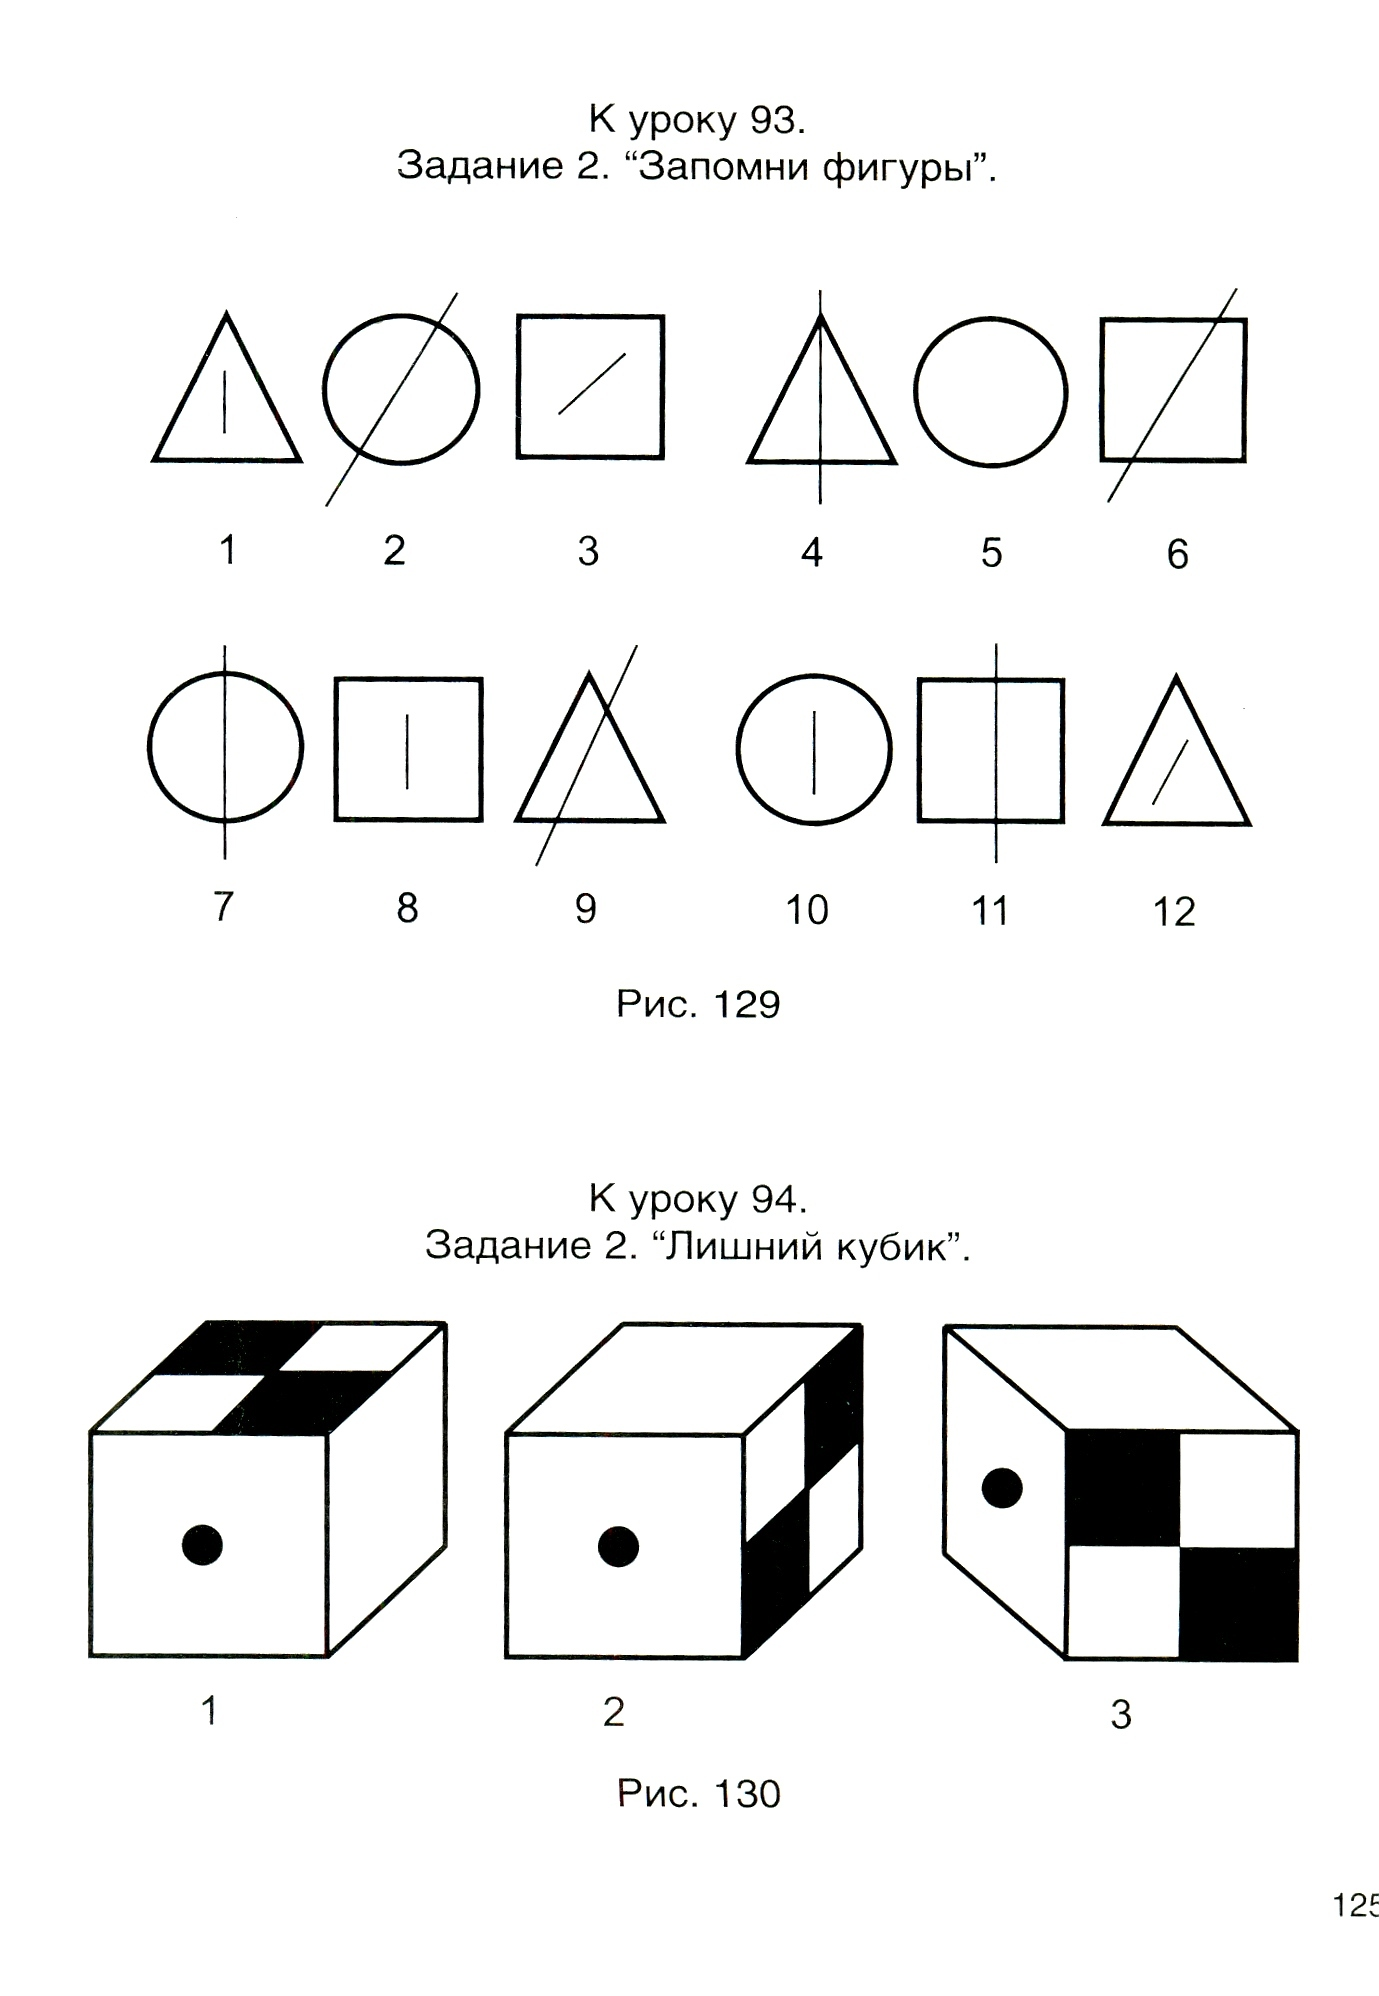 К уроку 93.
Задание 2. “Запомни фигуры”.
1 2 3 4 5 6
7 8 9 10 11 12
Рис. 129
К уроку 94.
Задание 2. “Лишний кубик”.
1 2 3
Рис. 130
125